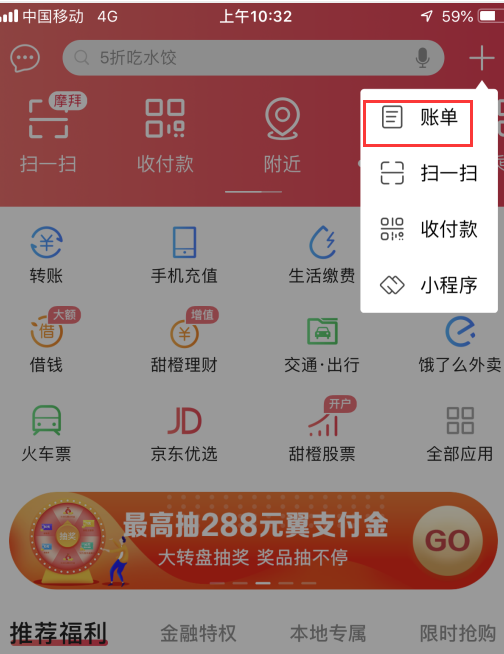 中国移动 4G 上午10:32 59%
5折吃水饺
摩拜
扫一扫 收付款 附近
账单
扫一扫
收付款
小程序
转账 手机充值 生活缴费
大额 增值
借
借钱 甜橙理财 交通·出行 饿了么外卖
开户
JD
火车票 京东优选 甜橙股票 全部应用
抽奖
最高抽288元翼支付金
大转盘抽奖 奖品抽不停
GO
推荐福利 金融特权 本地专属 限时抢购